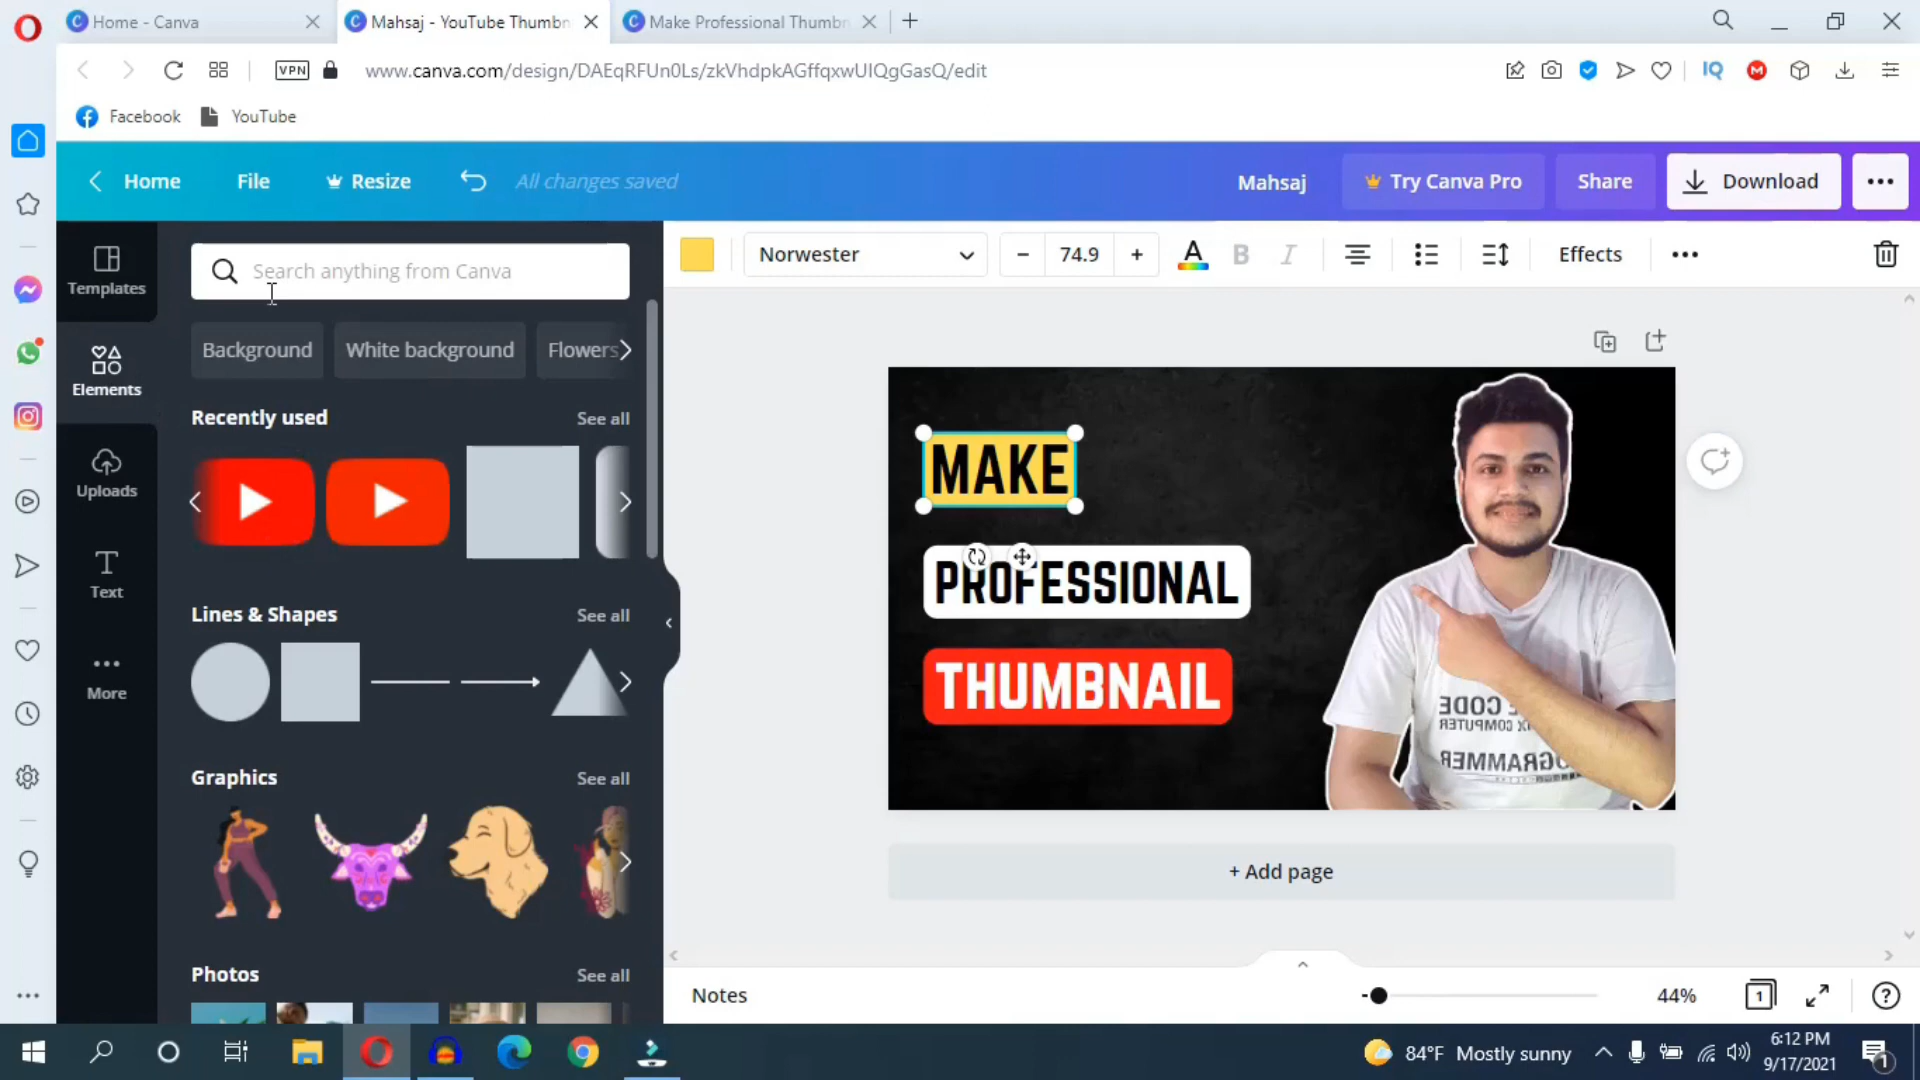 Home - Canva
Mahsaj - YouTube Thumbn
Make Professional Thumbn
VPN
www.canva.com/design/DAEqRFUn0Ls/zkVhdpkAGffqxwUIQgGasQ/edit
IQ
M
Facebook
YouTube
Home
File
Resize
All changes saved
Mahsaj
Try Canva Pro
Share
Download
Templates
Elements
Uploads
Text
More
Search anything from Canva
Background
White background
Flowers
Recently used
See all
Lines & Shapes
See all
Graphics
See all
Photos
See all
Norwester
74.9
A
B
I
Effects
MAKE
PROFESSIONAL
THUMBNAIL
+ Add page
Notes
44%
1
84°F Mostly sunny
6:12 PM
9/17/2021
1